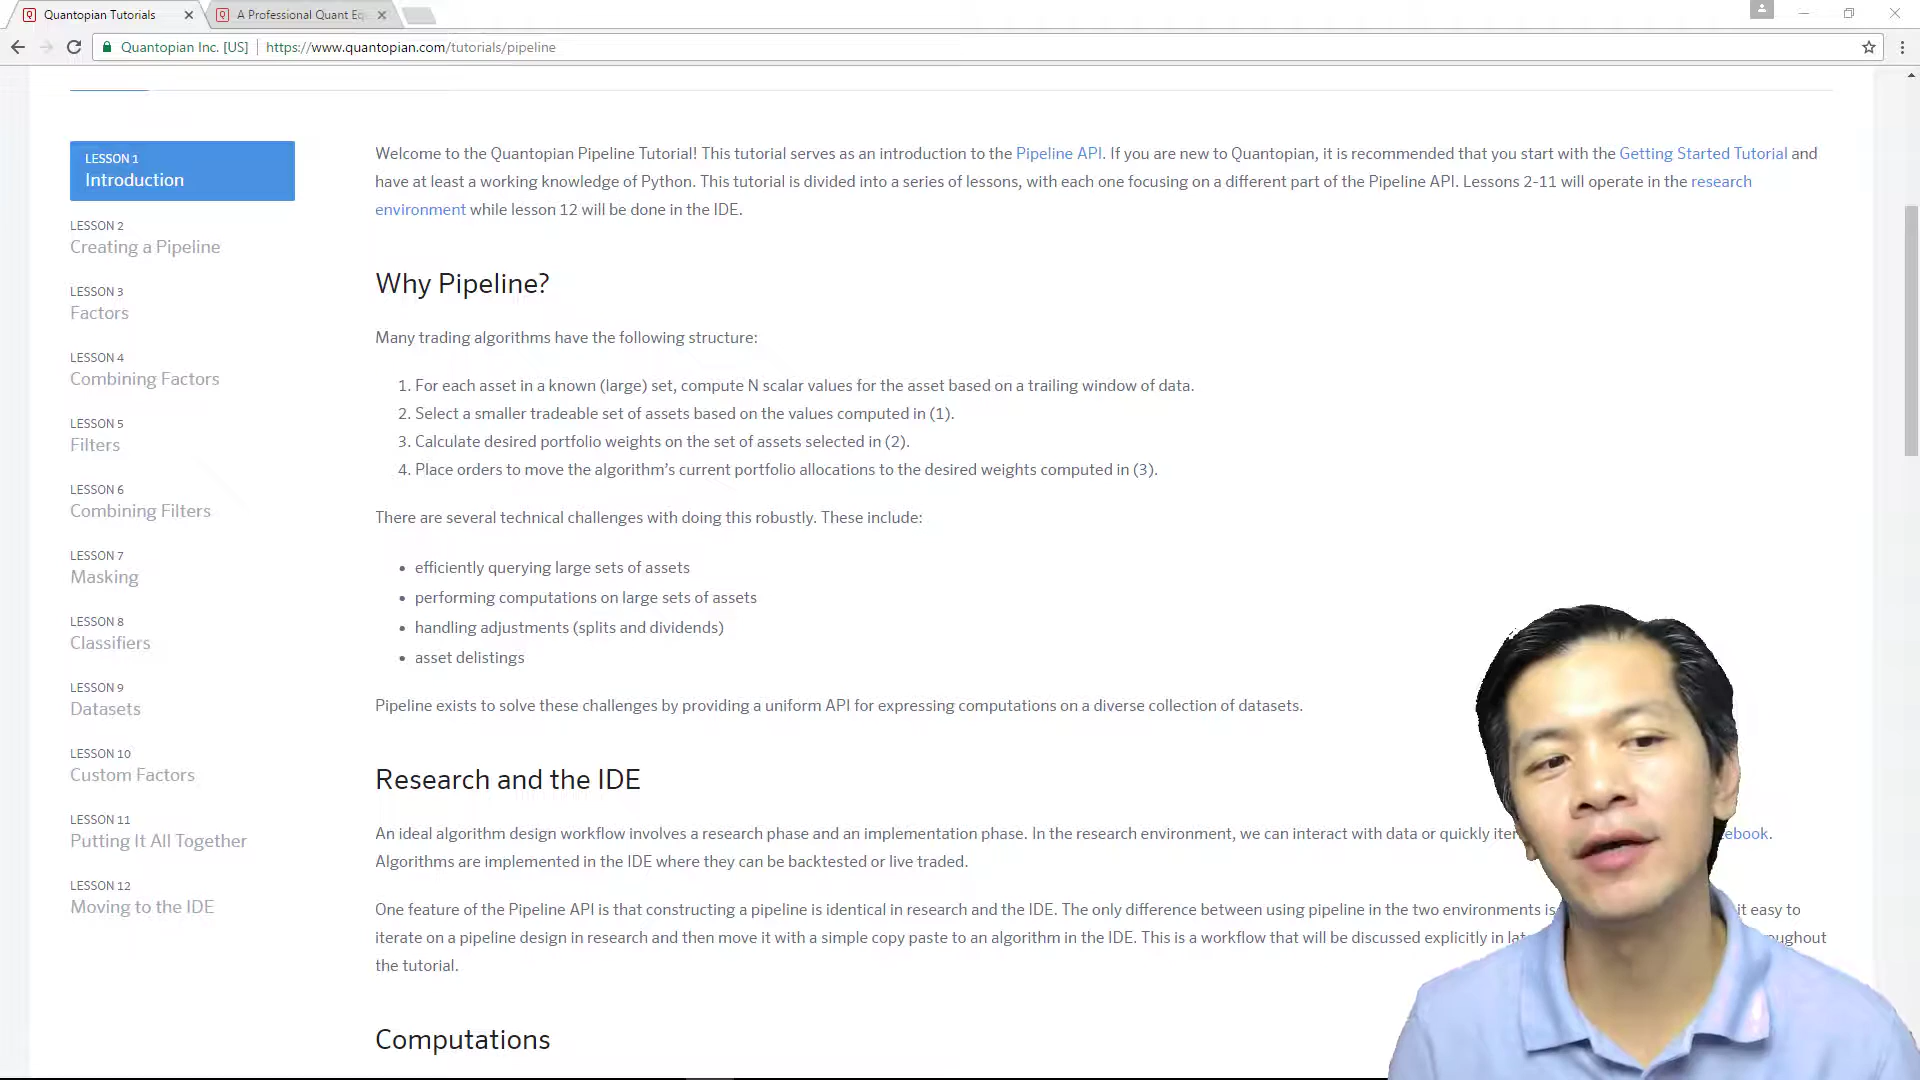 Quantopian Tutorials
A Professional Quant Eq
Quantopian Inc. [US]
https://www.quantopian.com/tutorials/pipeline
LESSON 1
Introduction
LESSON 2
Creating a Pipeline
LESSON 3
Factors
LESSON 4
Combining Factors
LESSON 5
Filters
LESSON 6
Combining Filters
LESSON 7
Masking
LESSON 8
Classifiers
LESSON 9
Datasets
LESSON 10
Custom Factors
LESSON 11
Putting It All Together
LESSON 12
Moving to the IDE
Welcome to the Quantopian Pipeline Tutorial! This tutorial serves as an introduction to the Pipeline API. If you are new to Quantopian, it is recommended that you start with the Getting Started Tutorial and
have at least a working knowledge of Python. This tutorial is divided into a series of lessons, with each one focusing on a different part of the Pipeline API. Lessons 2-11 will operate in the research
environment while lesson 12 will be done in the IDE.
Why Pipeline?
Many trading algorithms have the following structure:
1. For each asset in a known (large) set, compute N scalar values for the asset based on a trailing window of data.
2. Select a smaller tradeable set of assets based on the values computed in (1).
3. Calculate desired portfolio weights on the set of assets selected in (2).
4. Place orders to move the algorithm's current portfolio allocations to the desired weights computed in (3).
There are several technical challenges with doing this robustly. These include:
• efficiently querying large sets of assets
• performing computations on large sets of assets
• handling adjustments (splits and dividends)
• asset delistings
Pipeline exists to solve these challenges by providing a uniform API for expressing computations on a diverse collection of datasets.
Research and the IDE
An ideal algorithm design workflow involves a research phase and an implementation phase. In the research environment, we can interact with data or quickly iter ebook.
Algorithms are implemented in the IDE where they can be backtested or live traded.
One feature of the Pipeline API is that constructing a pipeline is identical in research and the IDE. The only difference between using pipeline in the two environments is it easy to
iterate on a pipeline design in research and then move it with a simple copy paste to an algorithm in the IDE. This is a workflow that will be discussed explicitly in late oughout
the tutorial.
Computations